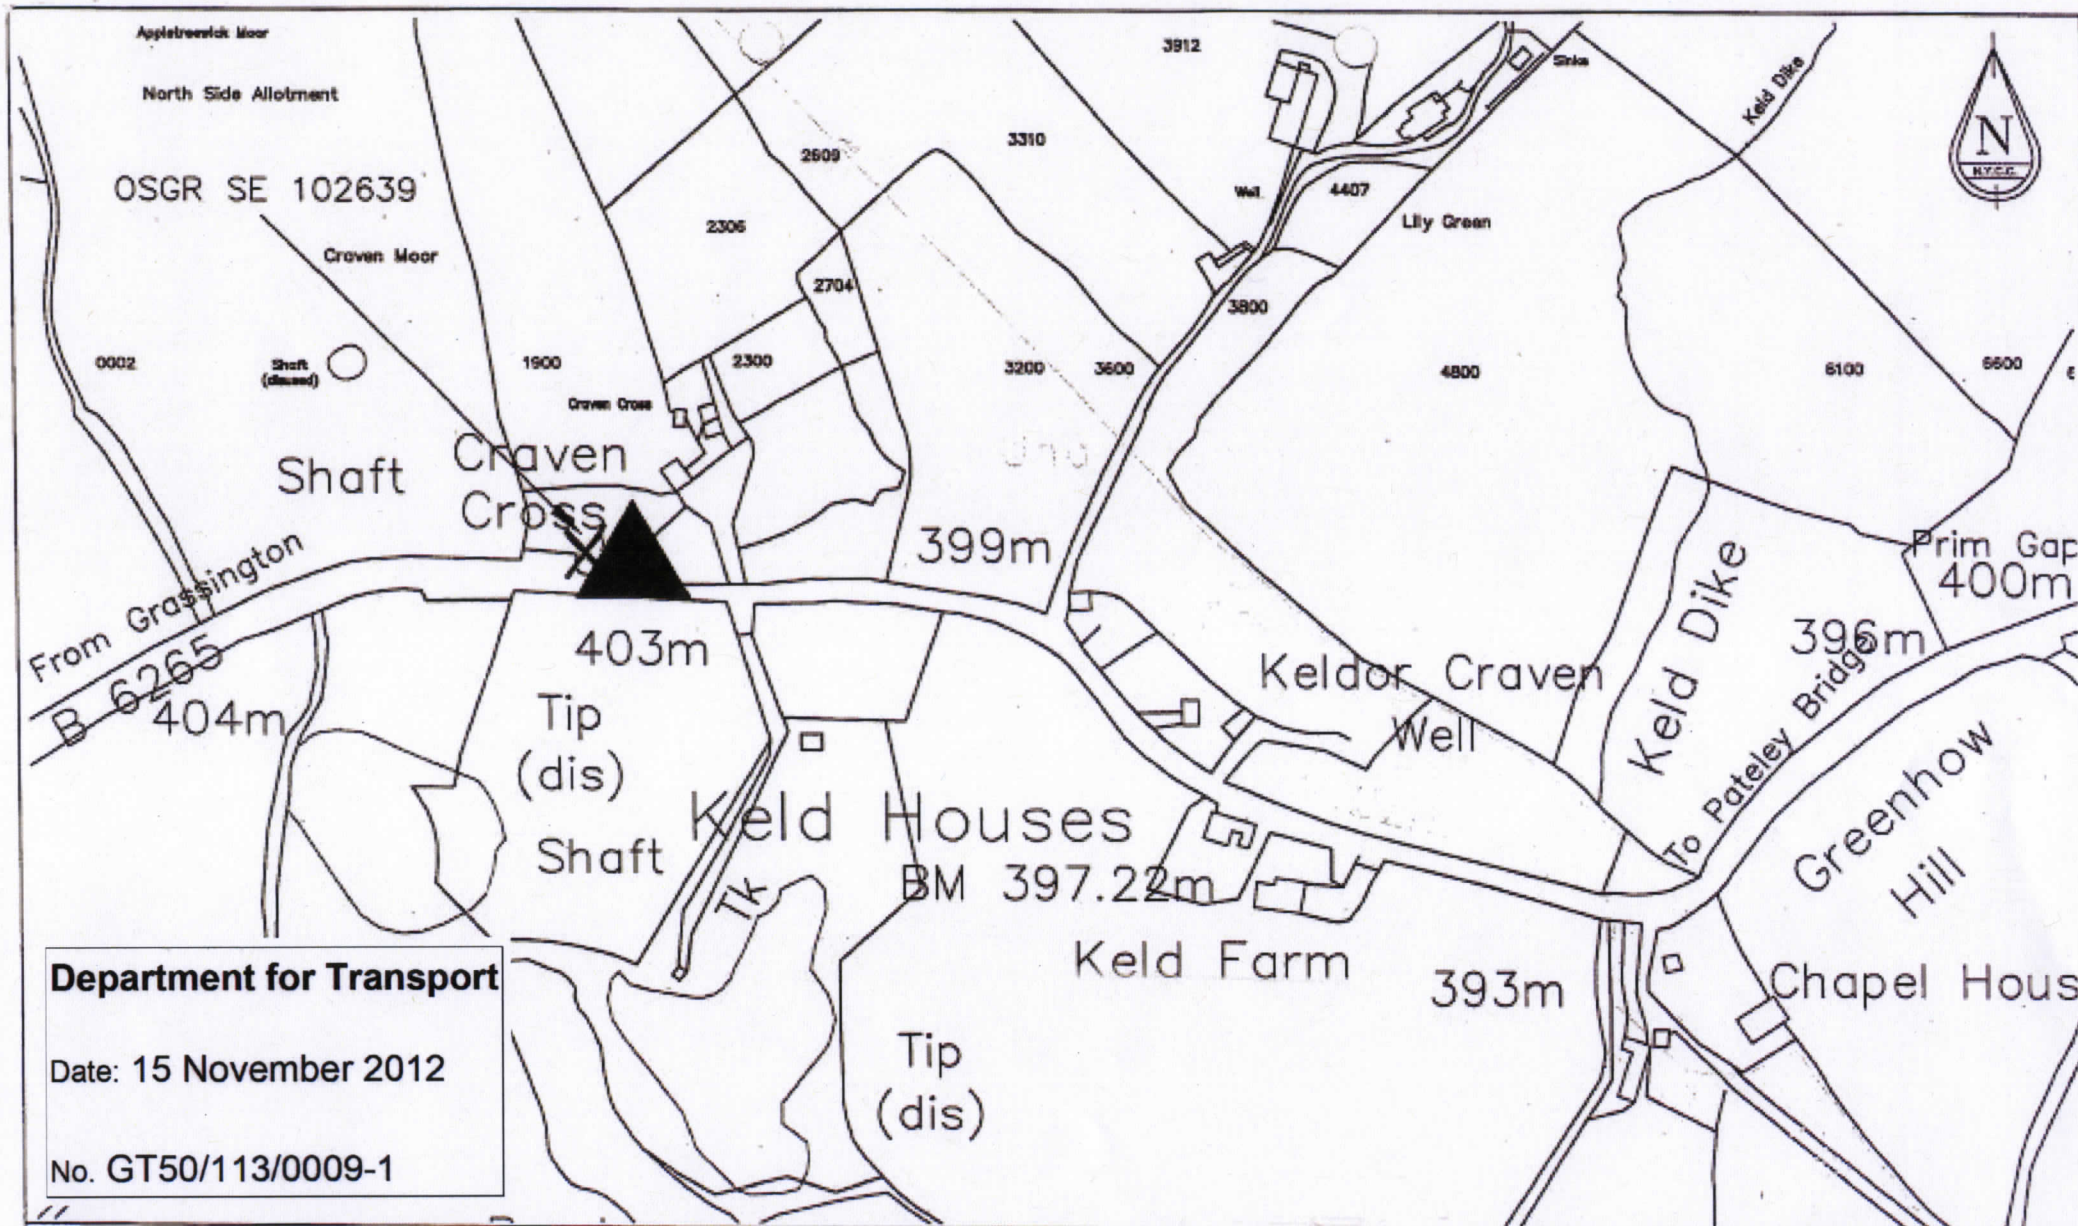 Appletreewick Moor
North Side Allotment
OSGR SE 102639
Craven Moor
0002
Shaft
(disused)
1900
Craven Cross
2306
2609
2704
2300
3310
3912
3200
3600
Well
4407
Lily Green
3800
4800
Sinks
Keld Dike
N
N.Y.C.C.
6100
6600
Shaft
Craven
Cross
399m
From Grassington
B 6265
404m
403m
Tip
(dis)
Shaft
Keld Houses
BM 397.22m
Tk
Keld Farm
Tip
(dis)
Keldor Craven
Well
Keld Dike
Prim Gap
400m
396m
To Pateley Bridge
Greenhow
Hill
393m
Chapel Hous
Department for Transport
Date: 15 November 2012
No. GT50/113/0009-1